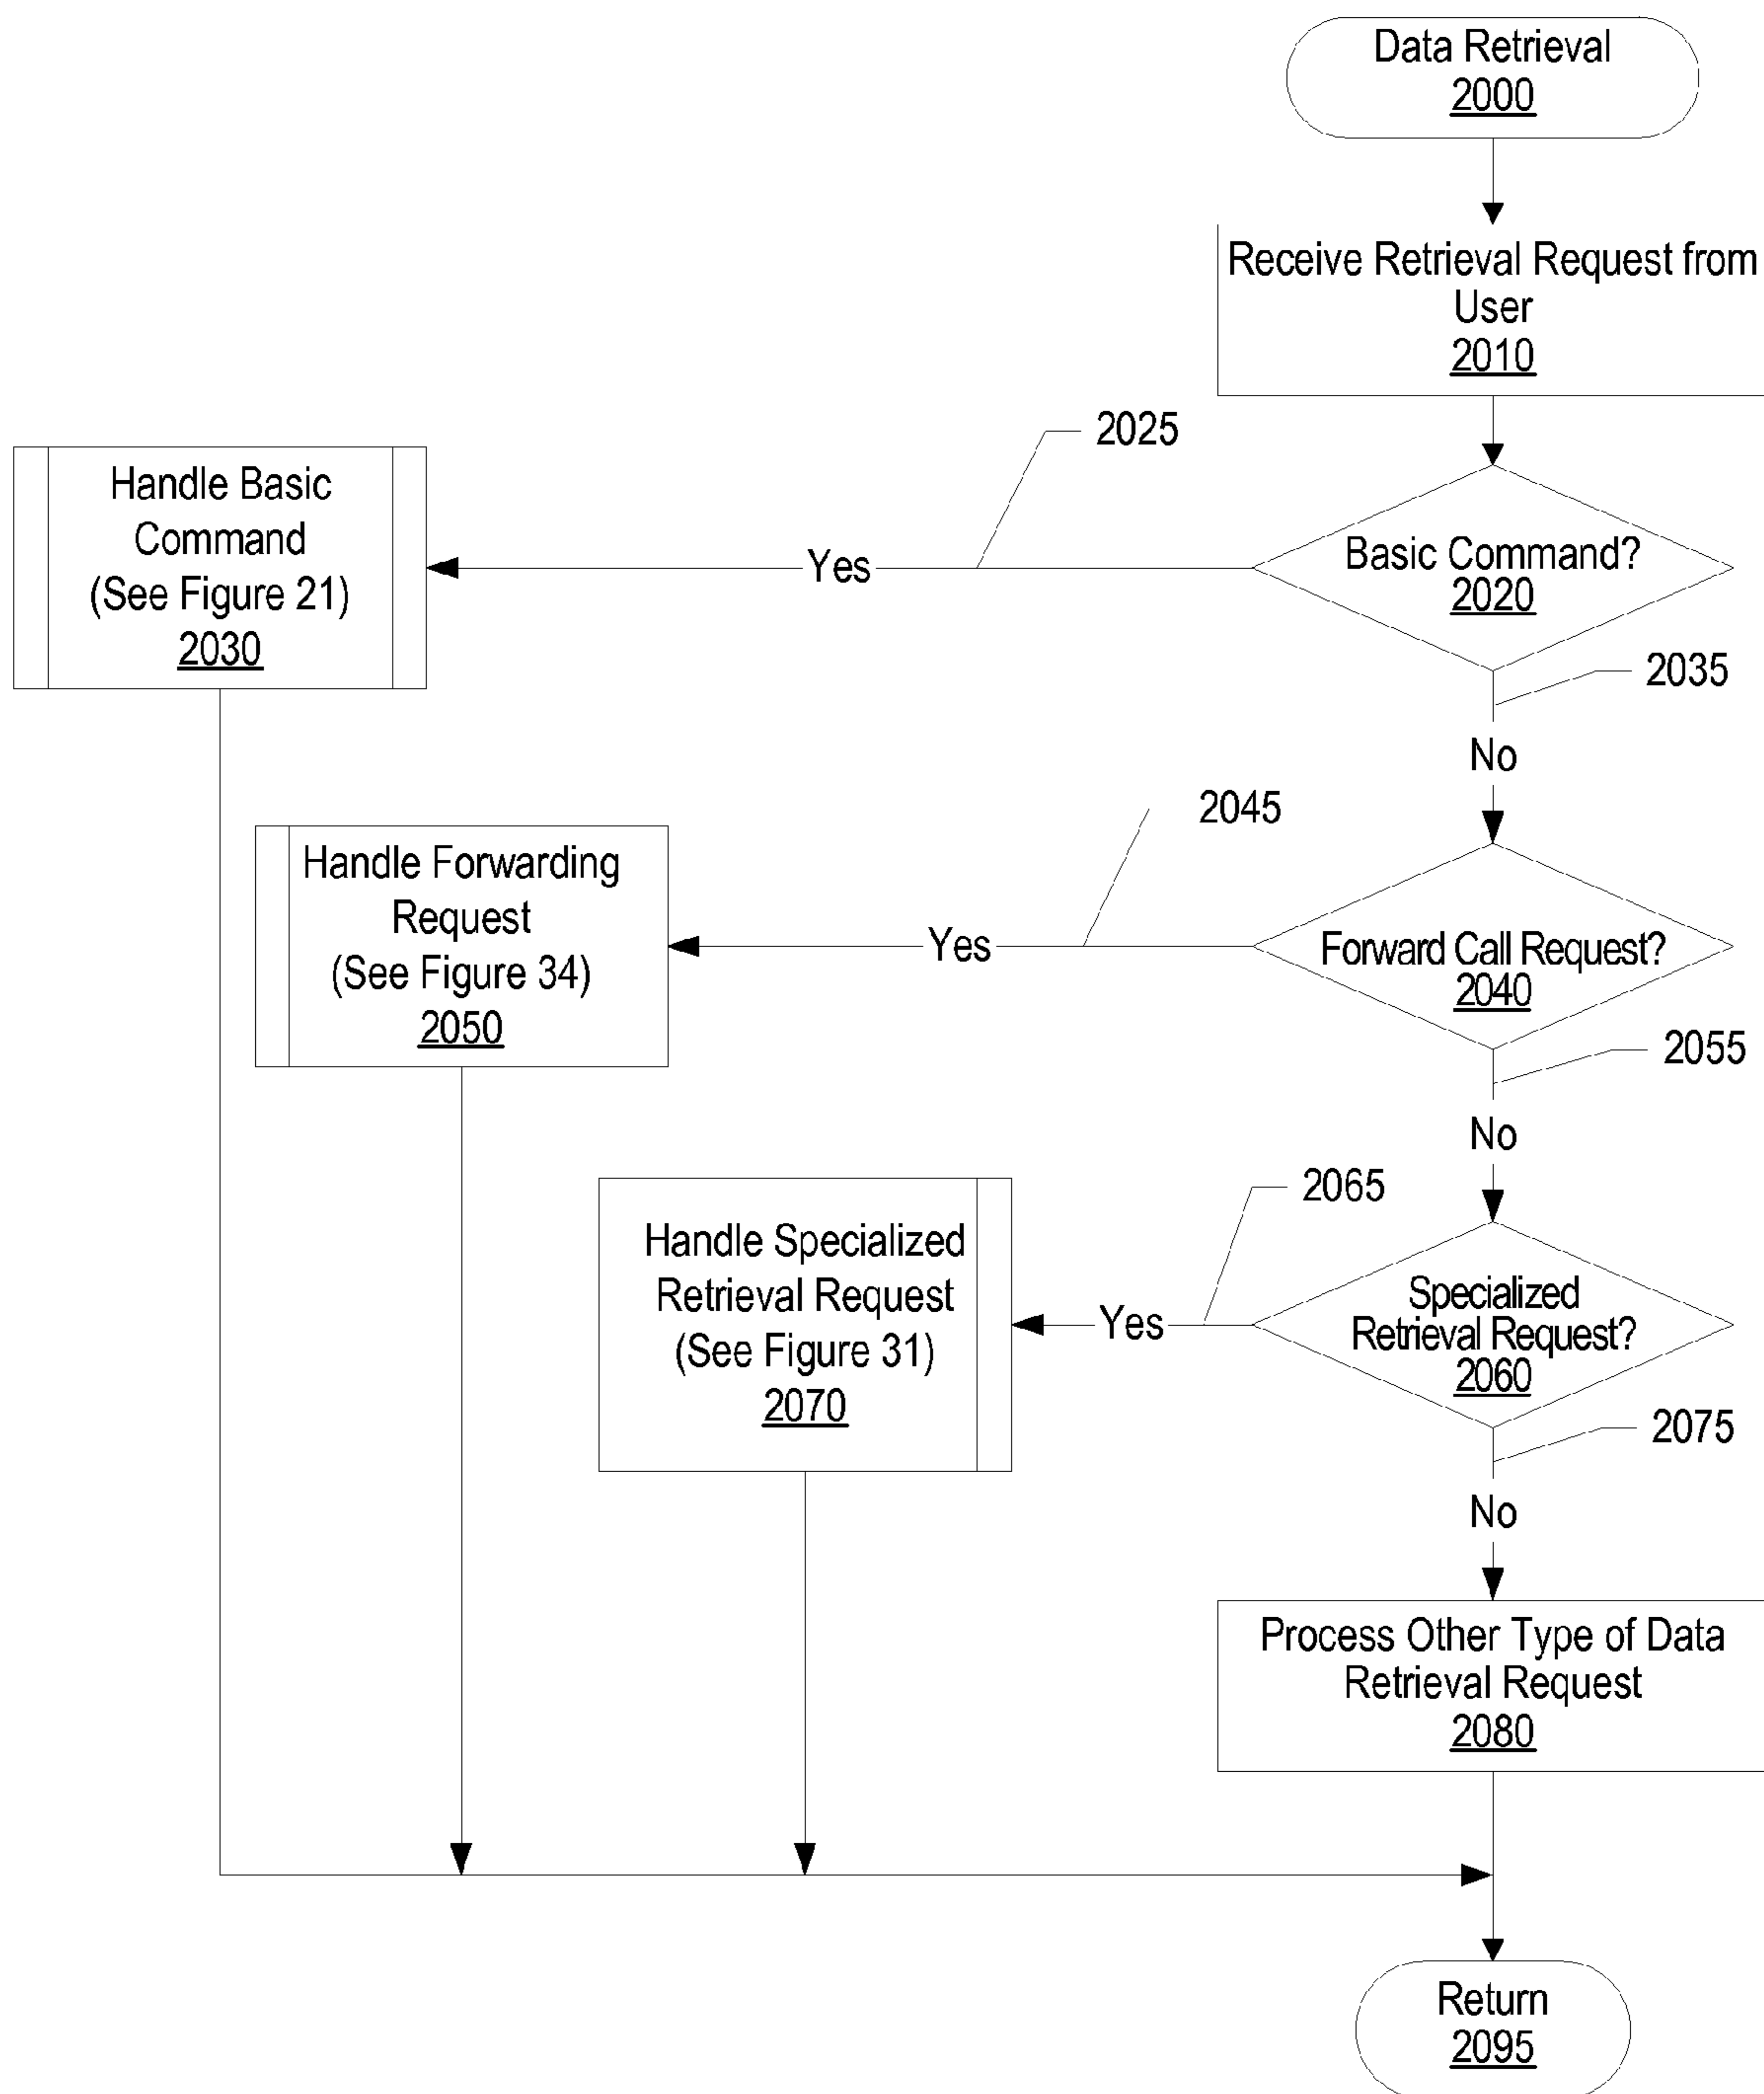 Data Retrieval
2000
Receive Retrieval Request from
User
2010
2025
Handle Basic
Command
(See Figure 21)
2030
Yes
Basic Command?
2020
2035
No
2045
Handle Forwarding
Request
(See Figure 34)
2050
Yes
Forward Call Request?
2040
2055
No
2065
Handle Specialized
Retrieval Request
(See Figure 31)
2070
Yes
Specialized
Retrieval Request?
2060
2075
No
Process Other Type of Data
Retrieval Request
2080
Return
2095